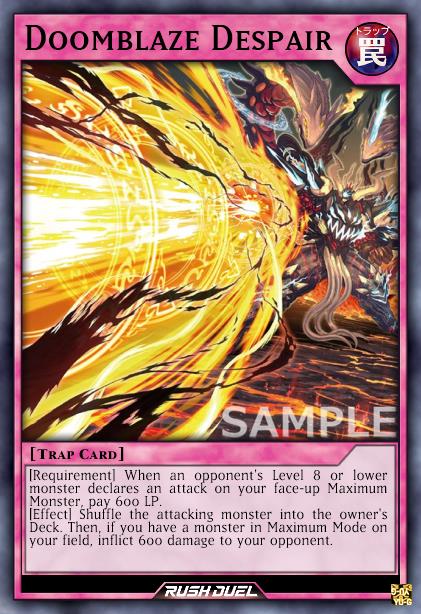 DOOMBLAZE DESPAIR
トラップ
罠
SAMPLE
[TRAP CARD]
[Requirement] When an opponent's Level 8 or lower
monster declares an attack on your face-up Maximum
Monster, pay 600 LP.
[Effect] Shuffle the attacking monster into the owner's
Deck. Then, if you have a monster in Maximum Mode on
your field, inflict 600 damage to your opponent.
RUSH DUEL